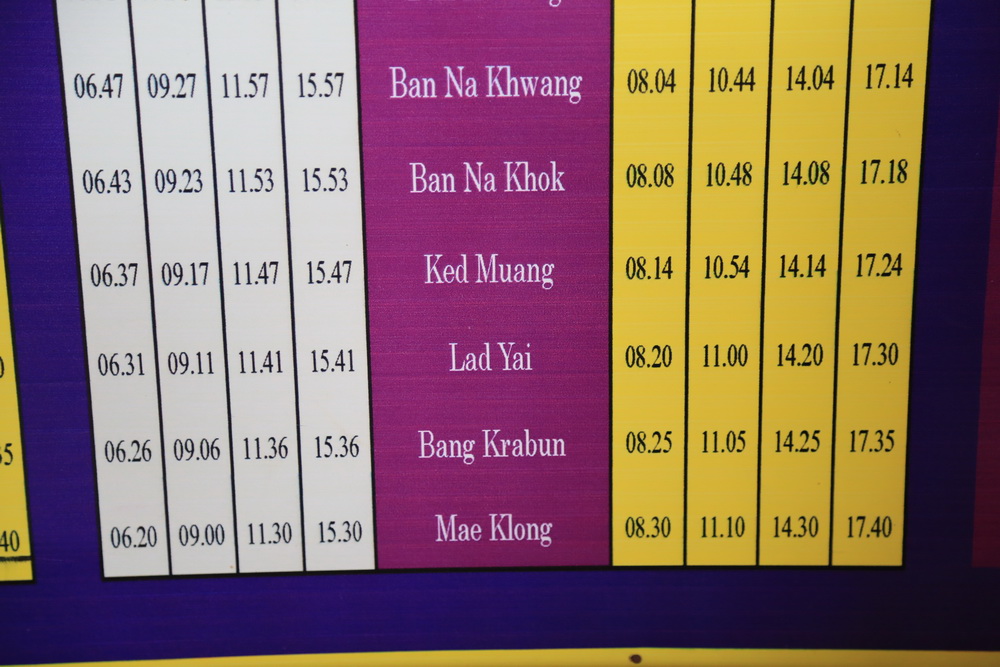 06.47 09.27 11.57 15.57 Ban Na Khwang 08.04 10.44 14.04 17.14
06.43 09.23 11.53 15.53 Ban Na Khok 08.08 10.48 14.08 17.18
06.37 09.17 11.47 15.47 Ked Muang 08.14 10.54 14.14 17.24
06.31 09.11 11.41 15.41 Lad Yai 08.20 11.00 14.20 17.30
06.26 09.06 11.36 15.36 Bang Krabun 08.25 11.05 14.25 17.35
06.20 09.00 11.30 15.30 Mae Klong 08.30 11.10 14.30 17.40